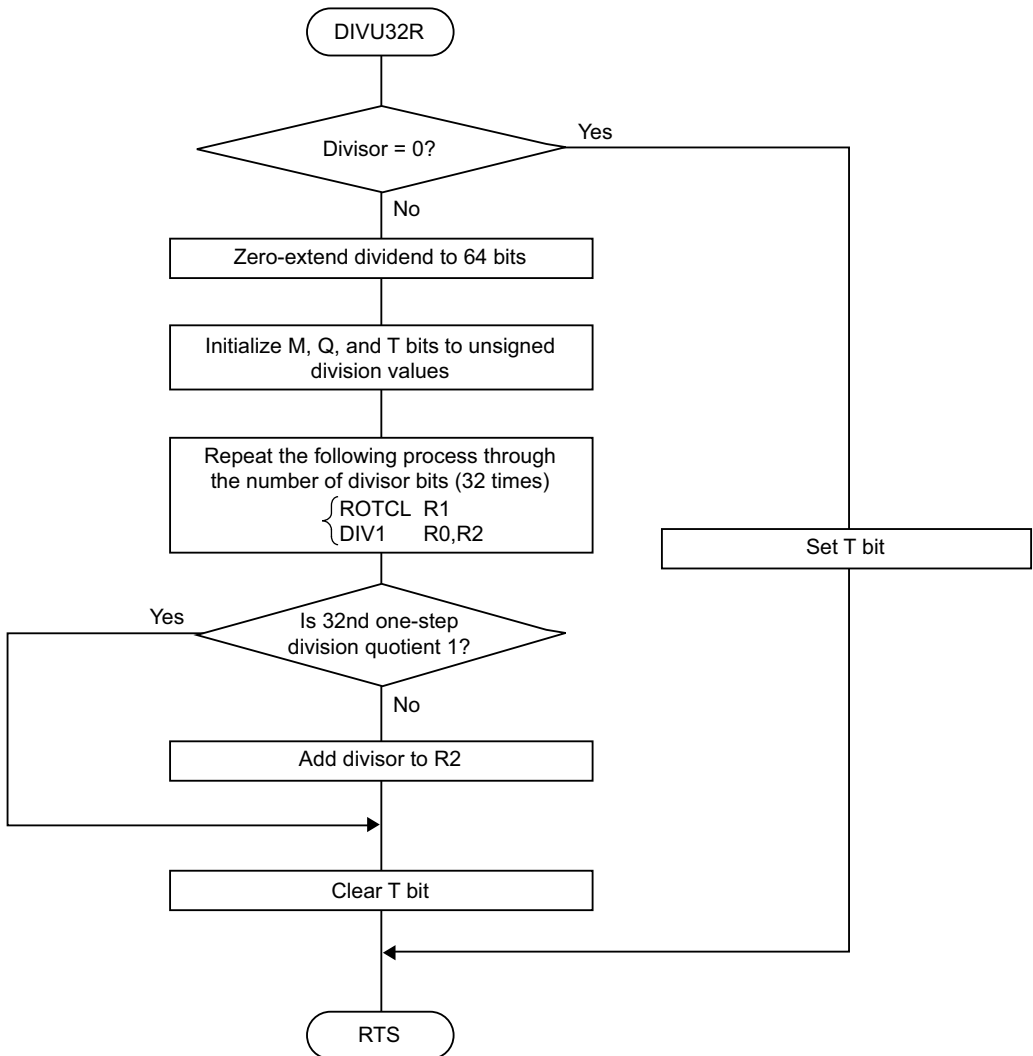 DIVU32R
Divisor = 0?
Yes
No
Zero-extend dividend to 64 bits
Initialize M, Q, and T bits to unsigned
division values
Repeat the following process through
the number of divisor bits (32 times)
ROTCL R1
DIV1 R0,R2
Set T bit
Yes
Is 32nd one-step
division quotient 1?
No
Add divisor to R2
Clear T bit
RTS